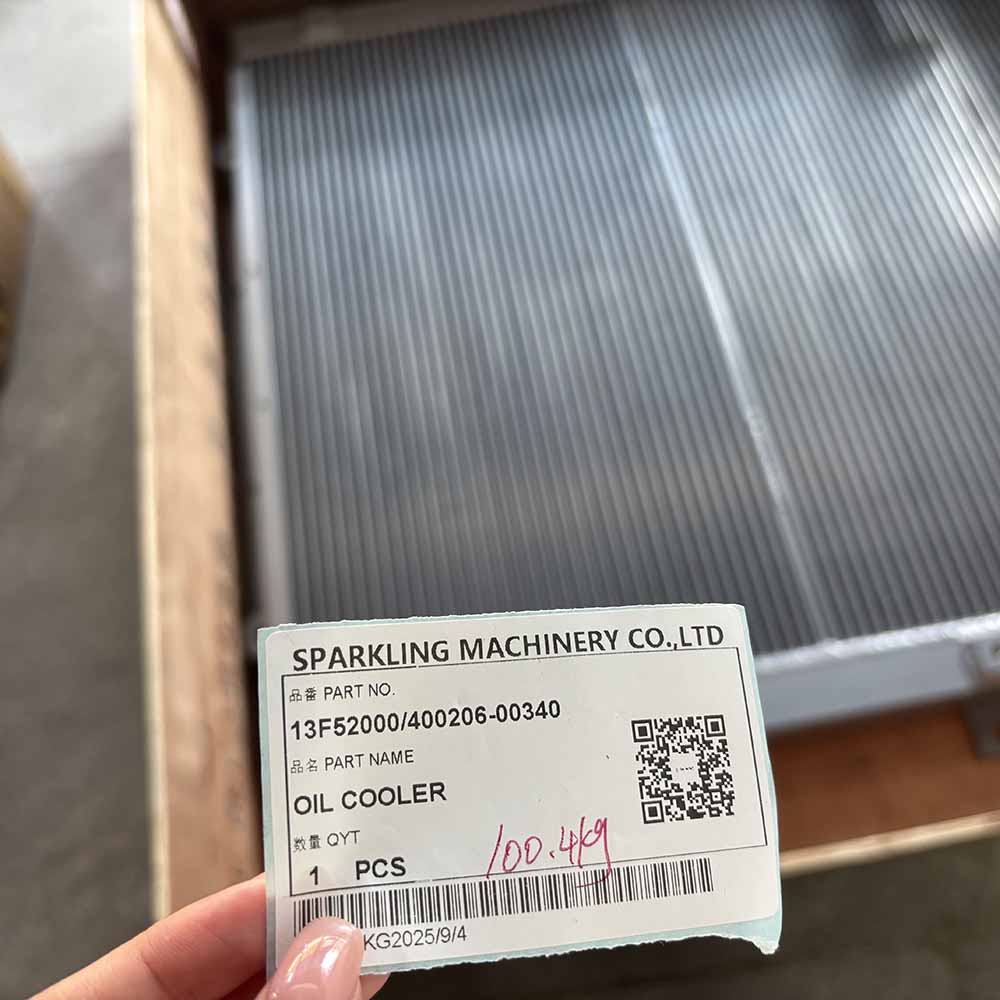 SPARKLING MACHINERY CO.,LTD
品番 PART NO.
13F52000/400206-00340
品名 PART NAME
OIL COOLER
数量 QYT
1 PCS
100.4kg
KG2025/9/4